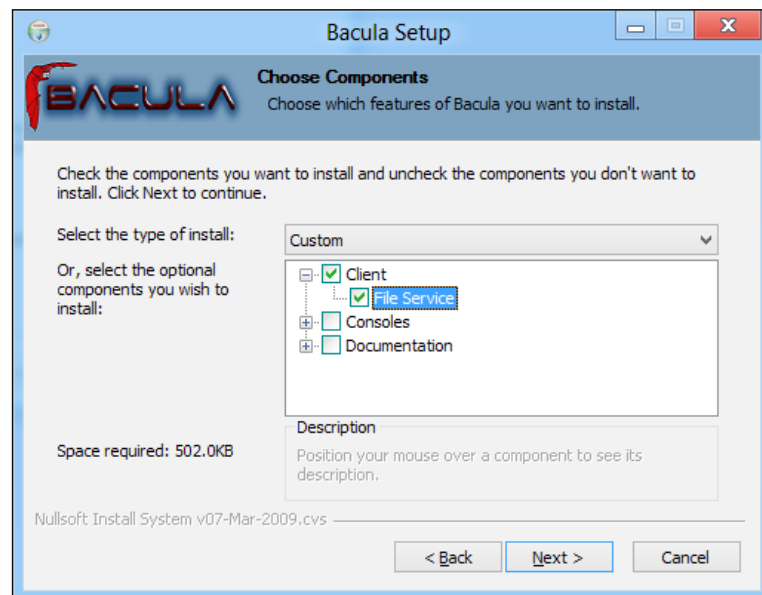 Bacula Setup
BACULA
Choose Components
Choose which features of Bacula you want to install.
Check the components you want to install and uncheck the components you don't want to
install. Click Next to continue.
Select the type of install:
Custom
Or, select the optional
components you wish to
install:
Client
File Service
Consoles
Documentation
Space required: 502.0KB
Description
Position your mouse over a component to see its
description.
Nullsoft Install System v07-Mar-2009.cvs
< Back
Next >
Cancel